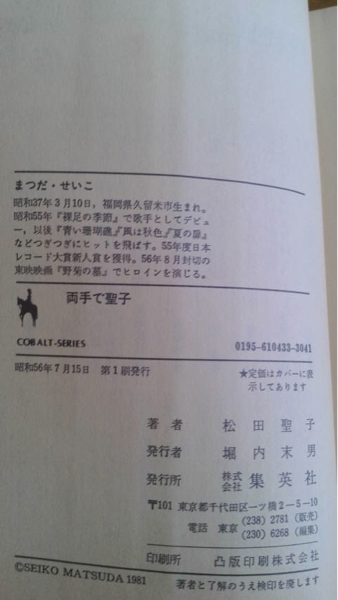 まつだ・せいこ
昭和37年3月10日，福岡県久留米市生まれ。
昭和55年『裸足の季節』で歌手としてデビュ
ー，以後『青い珊瑚礁』『風は秋色』『夏の扉』
などつぎつぎにヒットを飛ばす。55年度日本
レコード大賞新人賞を獲得。56年8月封切の
東映映画『野菊の墓』でヒロインを演じる。
両手で聖子
COBALT-SERIES
0195-610433-3041
昭和56年7月15日 第1刷発行
★定価はカバーに表
示してあります
著者 松田聖子
発行者 堀内末男
発行所 株式会社 集英社
〒101 東京都千代田区一ツ橋2－5－10
電話 東京 (238) 2781 (販売)
(230) 6268 (編集)
印刷所 凸版印刷株式会社
©SEIKO MATSUDA 1981
著者と了解のうえ検印を廃します